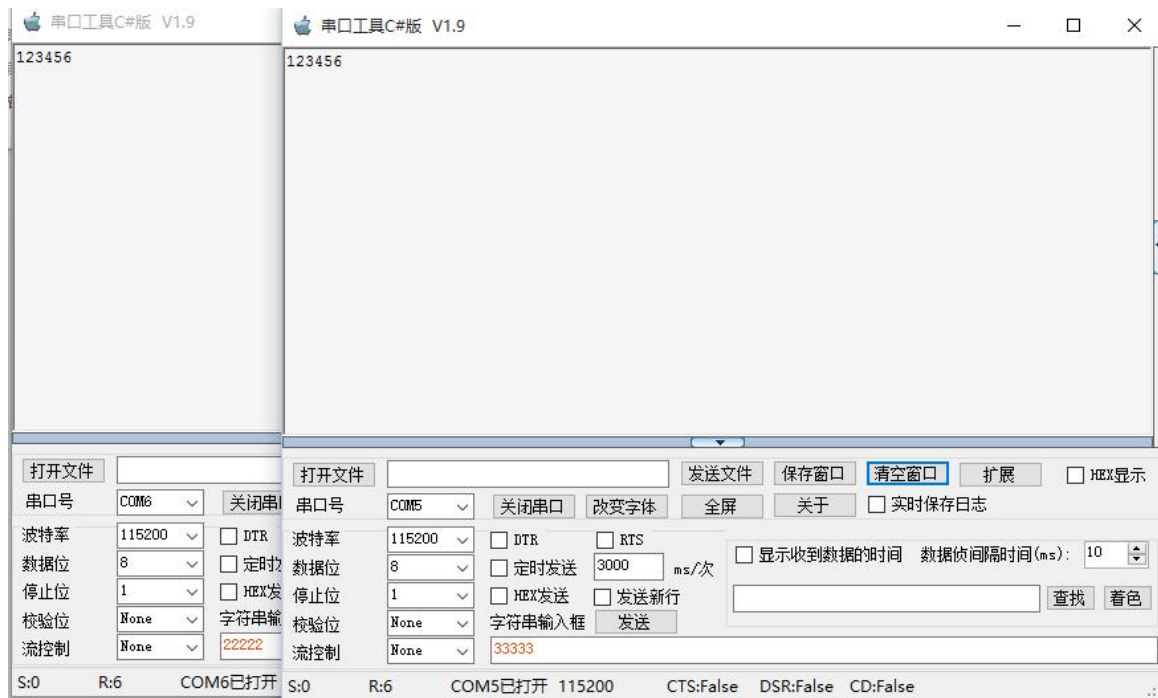 串口工具C#版 V1.9
123456
打开文件
串口号 COM6 关闭串
波特率 115200 DTR
数据位 8 定时
停止位 1 HEX发
校验位 None 字符串输
流控制 None 22222
S:0 R:6 COM6已打开
串口工具C#版 V1.9
123456
打开文件 发送文件 保存窗口 清空窗口 扩展 HEX显示
串口号 COM5 关闭串口 改变字体 全屏 关于 实时保存日志
波特率 115200 DTR RTS
显示收到数据的时间 数据侦间隔时间(ms): 10
数据位 8 定时发送 3000 ms/次
停止位 1 HEX发送 发送新行 查找 着色
校验位 None 字符串输入框 发送
流控制 None 33333
S:0 R:6 COM5已打开 115200 CTS:False DSR:False CD:False